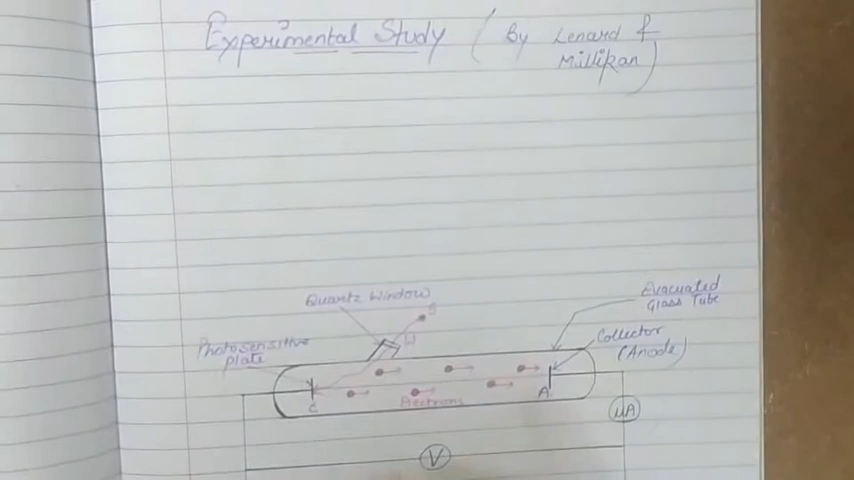 Experimental Study (By Lenard &
Millikan)
Quartz Window
S
W
Evacuated
Glass Tube
Photosensitive
plate
Collector
(Anode)
C
Electrons
A
μA
V